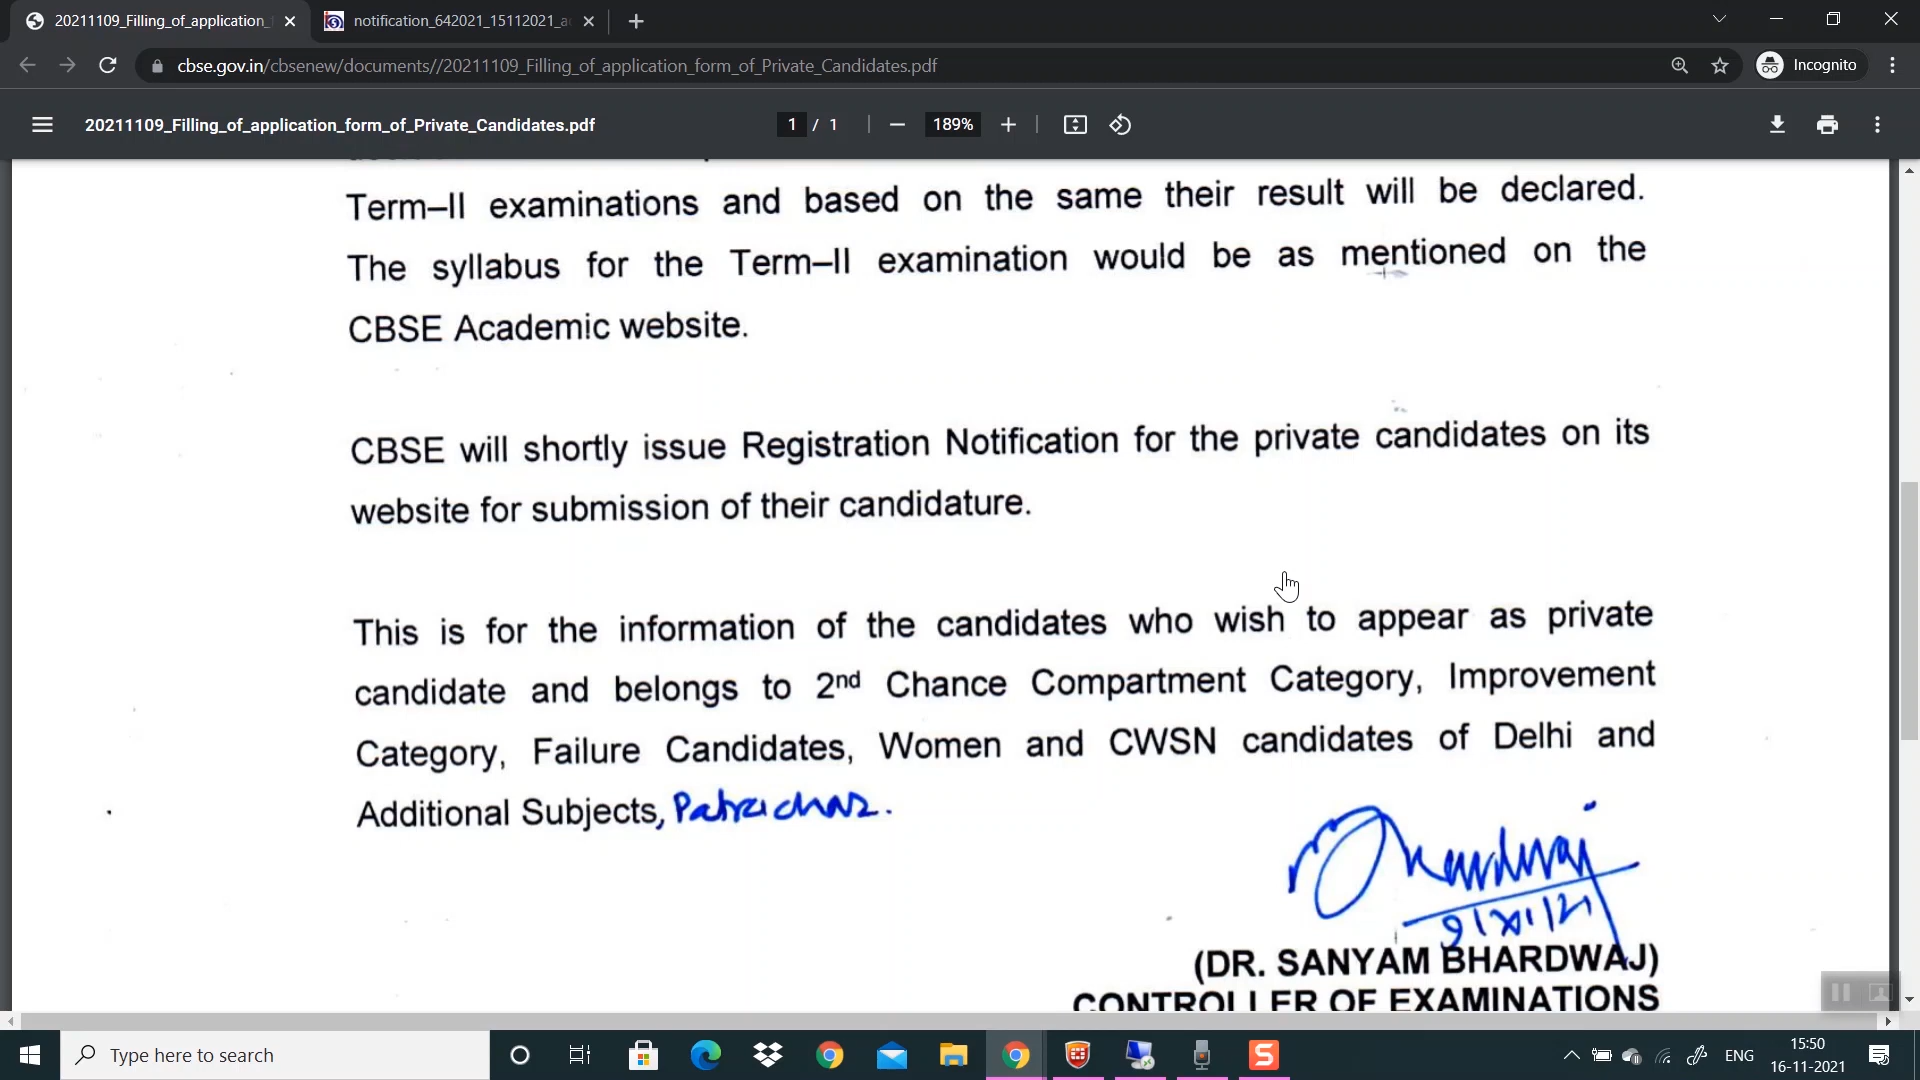 20211109_Filling_of_application_
notification_642021_15112021_a
cbse.gov.in/cbsenew/documents//20211109_Filling_of_application_form_of_Private_Candidates.pdf
Incognito
20211109_Filling_of_application_form_of_Private_Candidates.pdf
1 / 1
189%
Term–II examinations and based on the same their result will be declared.
The syllabus for the Term–II examination would be as mentioned on the
CBSE Academic website.
CBSE will shortly issue Registration Notification for the private candidates on its
website for submission of their candidature.
This is for the information of the candidates who wish to appear as private
candidate and belongs to 2nd Chance Compartment Category, Improvement
Category, Failure Candidates, Women and CWSN candidates of Delhi and
Additional Subjects, Patrachar.
9/XI/21
(DR. SANYAM BHARDWAJ)
CONTROLLER OF EXAMINATIONS
Type here to search
ENG
15:50
16-11-2021